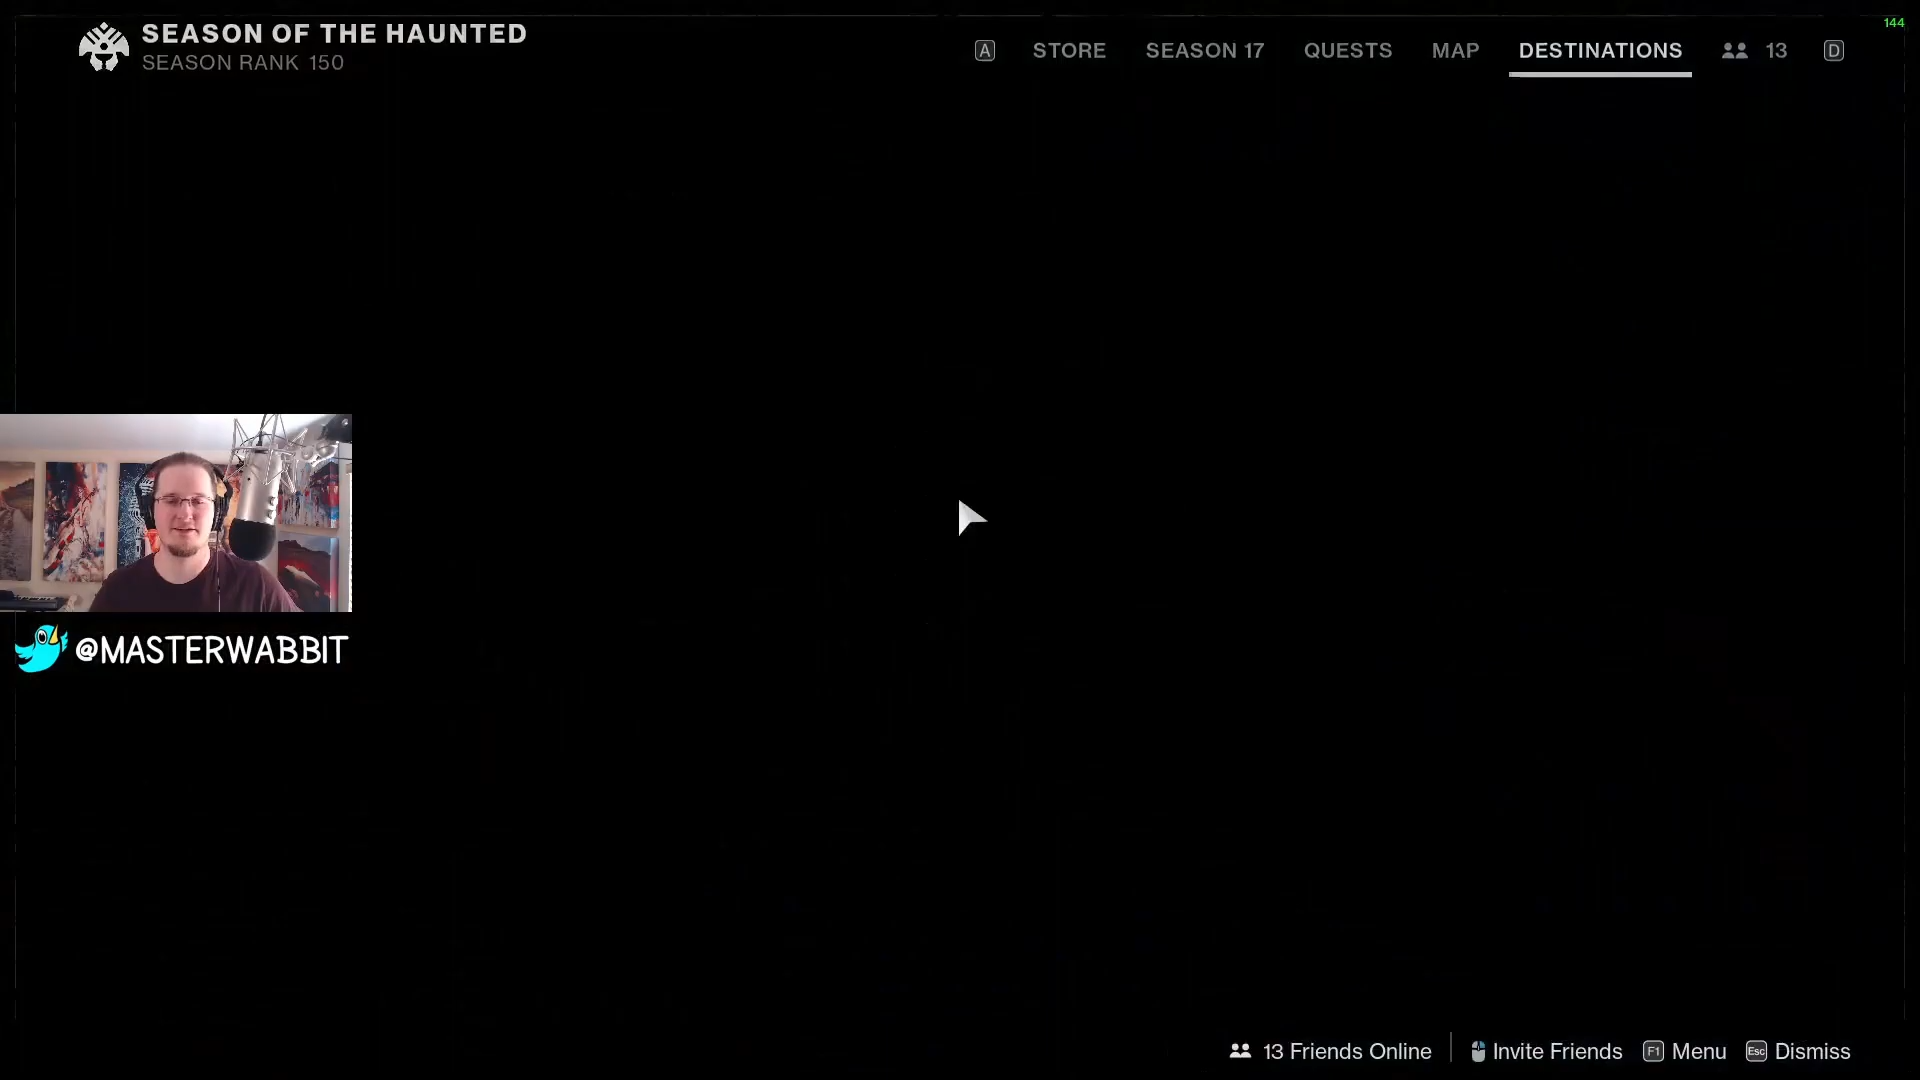 SEASON OF THE HAUNTED
SEASON RANK 150
A STORE SEASON 17 QUESTS MAP DESTINATIONS 13 D
144
@MASTERWABBIT
13 Friends Online Invite Friends F1 Menu Esc Dismiss